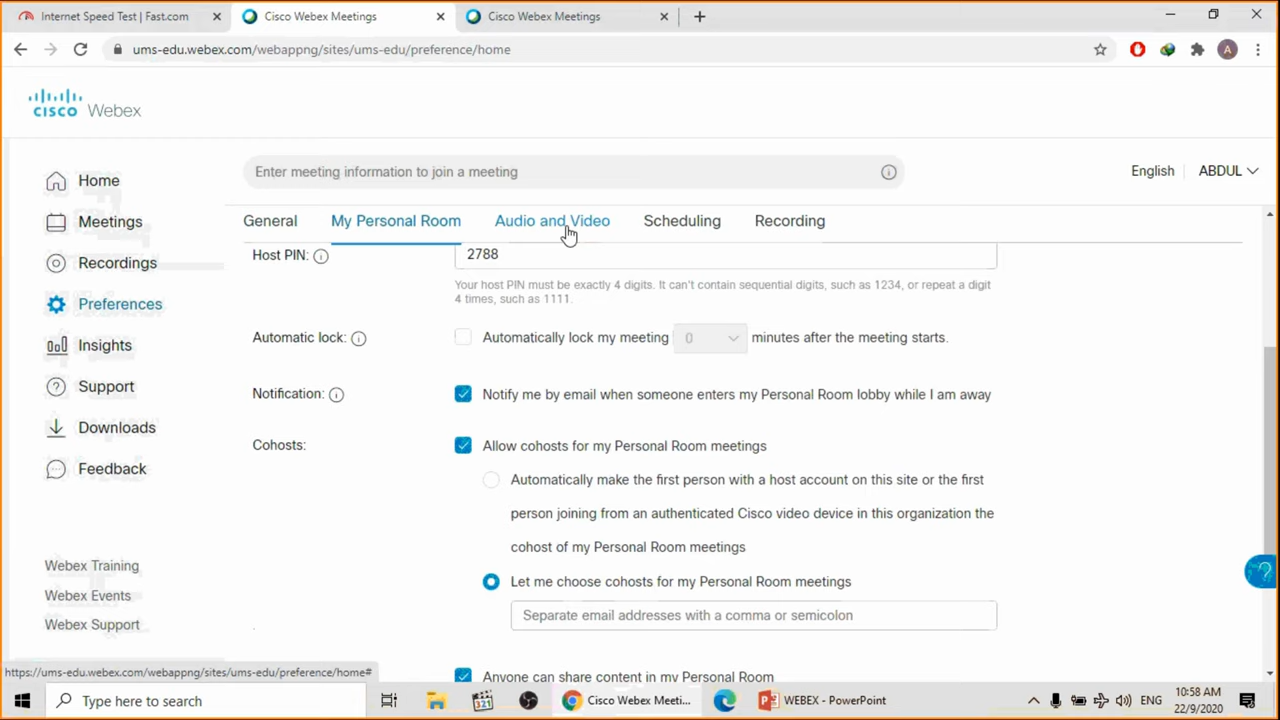 Internet Speed Test | Fast.com
Cisco Webex Meetings
Cisco Webex Meetings
ums-edu.webex.com/webappng/sites/ums-edu/preference/home
A
CISCO Webex
Enter meeting information to join a meeting
English
ABDUL
Home
Meetings
Recordings
Preferences
Insights
Support
Downloads
Feedback
Webex Training
Webex Events
Webex Support
General
My Personal Room
Audio and Video
Scheduling
Recording
Host PIN:
2788
Your host PIN must be exactly 4 digits. It can't contain sequential digits, such as 1234, or repeat a digit
4 times, such as 1111.
Automatic lock:
Automatically lock my meeting 0 minutes after the meeting starts.
Notification:
Notify me by email when someone enters my Personal Room lobby while I am away
Cohosts:
Allow cohosts for my Personal Room meetings
Automatically make the first person with a host account on this site or the first
person joining from an authenticated Cisco video device in this organization the
cohost of my Personal Room meetings
Let me choose cohosts for my Personal Room meetings
Separate email addresses with a comma or semicolon
Anyone can share content in my Personal Room
https://ums-edu.webex.com/webappng/sites/ums-edu/preference/home#
Type here to search
321
Cisco Webex Meeti...
WEBEX - PowerPoint
ENG
10:58 AM
22/9/2020